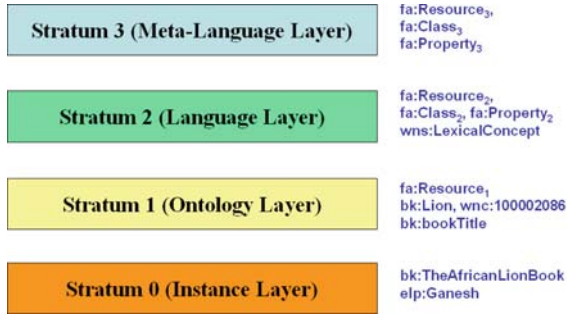 Stratum 3 (Meta-Language Layer)
fa:Resource₃,
fa:Class₃
fa:Property₃
Stratum 2 (Language Layer)
fa:Resource₂,
fa:Class₂, fa:Property₂
wns:LexicalConcept
Stratum 1 (Ontology Layer)
fa:Resource₁
bk:Lion, wnc:100002086
bk:bookTitle
Stratum 0 (Instance Layer)
bk:TheAfricanLionBook
elp:Ganesh